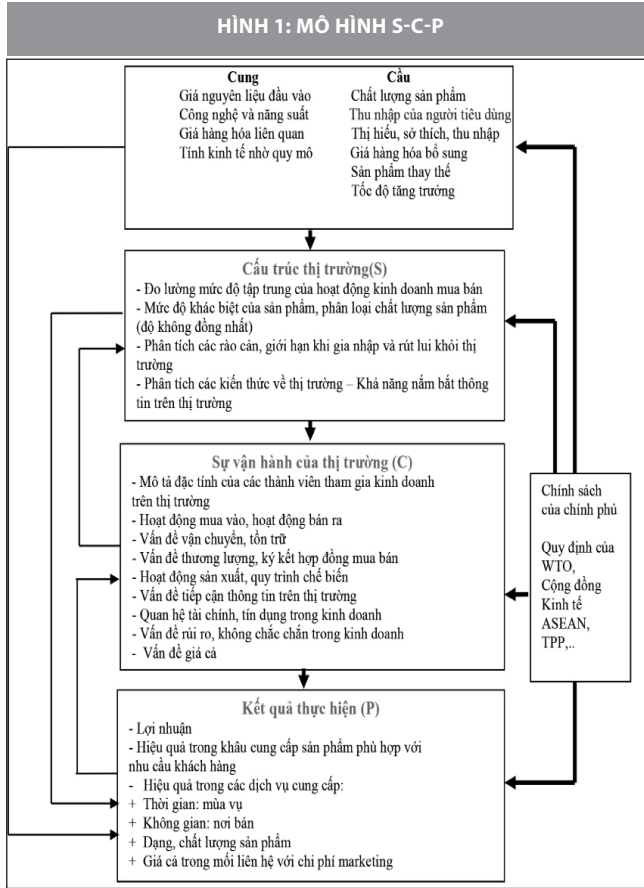 HÌNH 1: MÔ HÌNH S-C-P
Cung
Giá nguyên liệu đầu vào
Công nghệ và năng suất
Giá hàng hóa liên quan
Tính kinh tế nhờ quy mô
Cầu
Chất lượng sản phẩm
Thu nhập của người tiêu dùng
Thị hiếu, sở thích, thu nhập
Giá hàng hóa bổ sung
Sản phẩm thay thế
Tốc độ tăng trưởng
Cấu trúc thị trường(S)
- Đo lường mức độ tập trung của hoạt động kinh doanh mua bán
- Mức độ khác biệt của sản phẩm, phân loại chất lượng sản phẩm
(độ không đồng nhất)
- Phân tích các rào cản, giới hạn khi gia nhập và rút lui khỏi thị
trường
- Phân tích các kiến thức về thị trường – Khả năng nắm bắt thông
tin trên thị trường
Sự vận hành của thị trường (C)
- Mô tả đặc tính của các thành viên tham gia kinh doanh
trên thị trường
- Hoạt động mua vào, hoạt động bán ra
- Vấn đề vận chuyển, tồn trữ
- Vấn đề thương lượng, ký kết hợp đồng mua bán
- Hoạt động sản xuất, quy trình chế biến
- Vấn đề tiếp cận thông tin trên thị trường
- Quan hệ tài chính, tín dụng trong kinh doanh
- Vấn đề rủi ro, không chắc chắn trong kinh doanh
- Vấn đề giá cả
Chính sách
của chính phủ
Quy định của
WTO,
Cộng đồng
Kinh tế
ASEAN,
TPP,..
Kết quả thực hiện (P)
- Lợi nhuận
- Hiệu quả trong khâu cung cấp sản phẩm phù hợp với
nhu cầu khách hàng
- Hiệu quả trong các dịch vụ cung cấp:
+ Thời gian: mùa vụ
+ Không gian: nơi bán
+ Dạng, chất lượng sản phẩm
+ Giá cả trong mối liên hệ với chi phí marketing